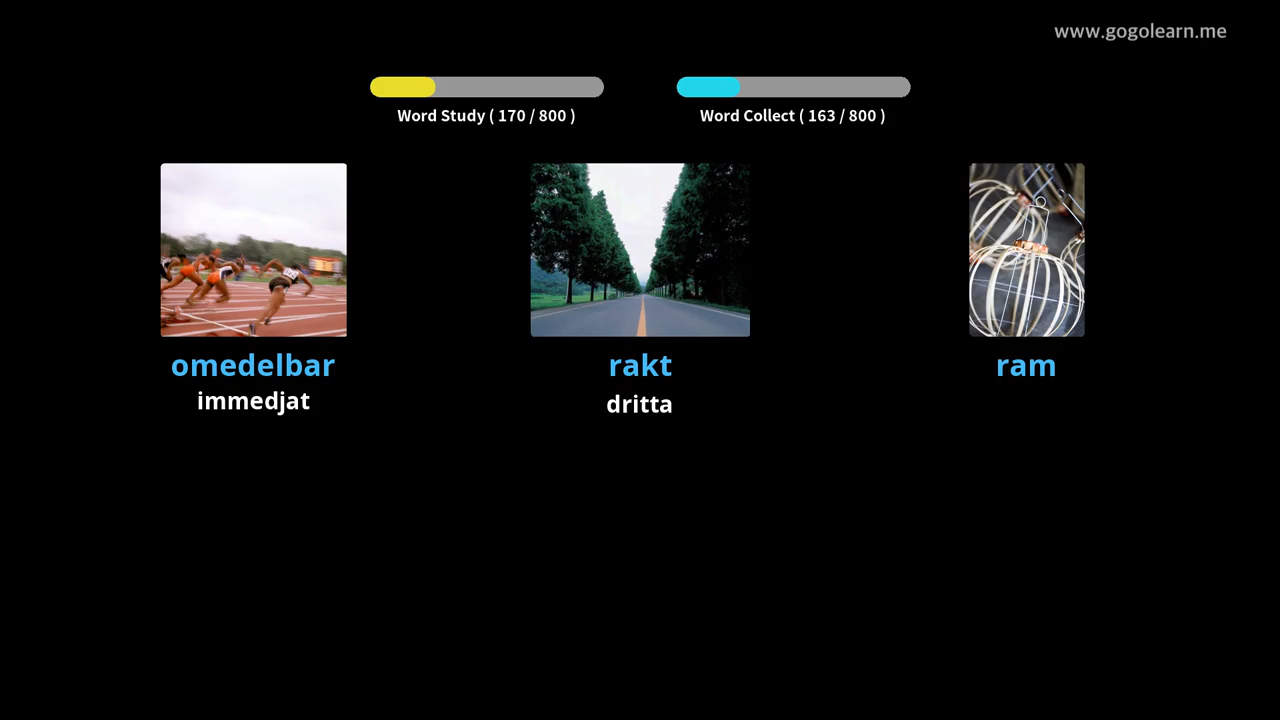 www.gogolearn.me
Word Study ( 170 / 800 )
Word Collect ( 163 / 800 )
omedelbar
immedjat
rakt
dritta
ram